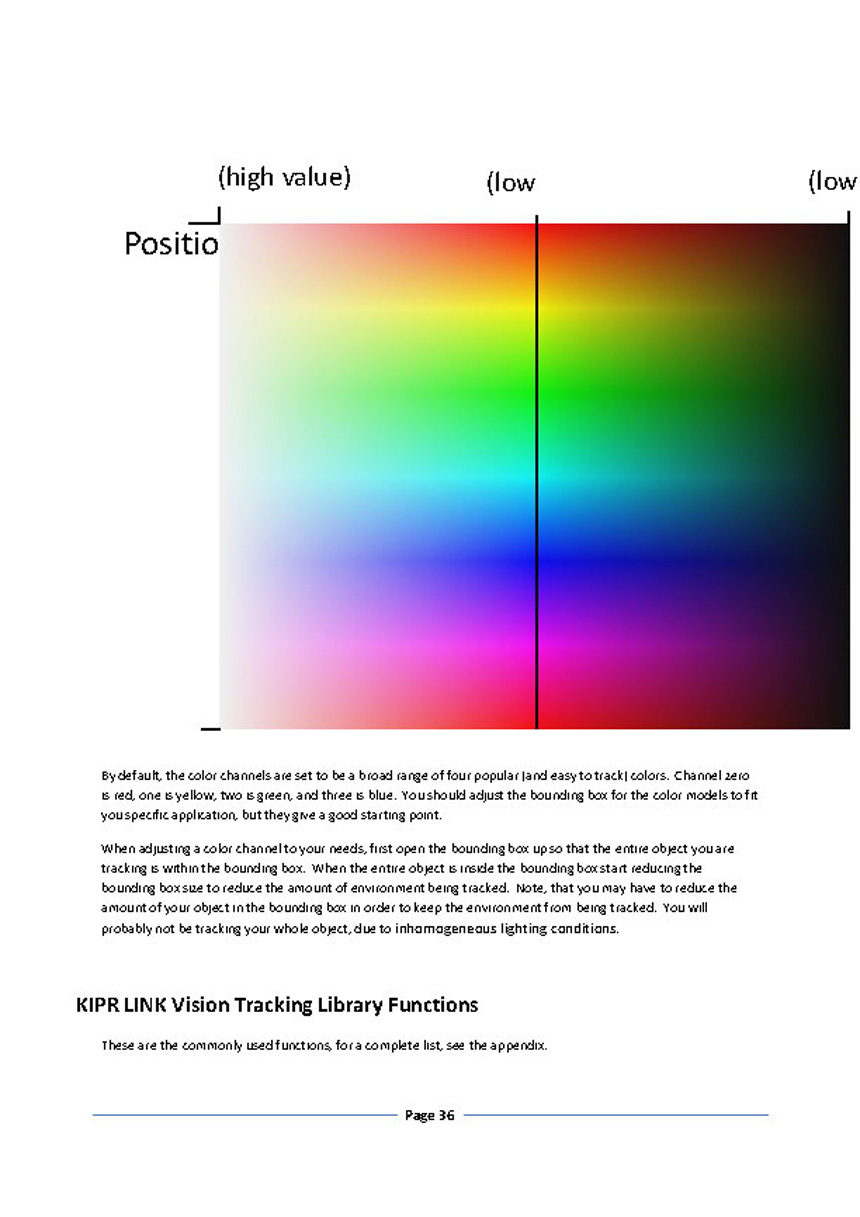 (high value)
(low
(low
Positio
By default, the color channels are set to be a broad range of four popular (and easy to track) colors. Channel zero
is red, one is yellow, two is green, and three is blue. You should adjust the bounding box for the color models to fit
you specific application, but they give a good starting point.
When adjusting a color channel to your needs, first open the bounding box up so that the entire object you are
tracking is within the bounding box. When the entire object is inside the bounding box start reducing the
bounding box size to reduce the amount of environment being tracked. Note, that you may have to reduce the
amount of your object in the bounding box in order to keep the environment from being tracked. You will
probably not be tracking your whole object, due to inhomogeneous lighting conditions.
KIPR LINK Vision Tracking Library Functions
These are the commonly used functions, for a complete list, see the appendix.
Page 36